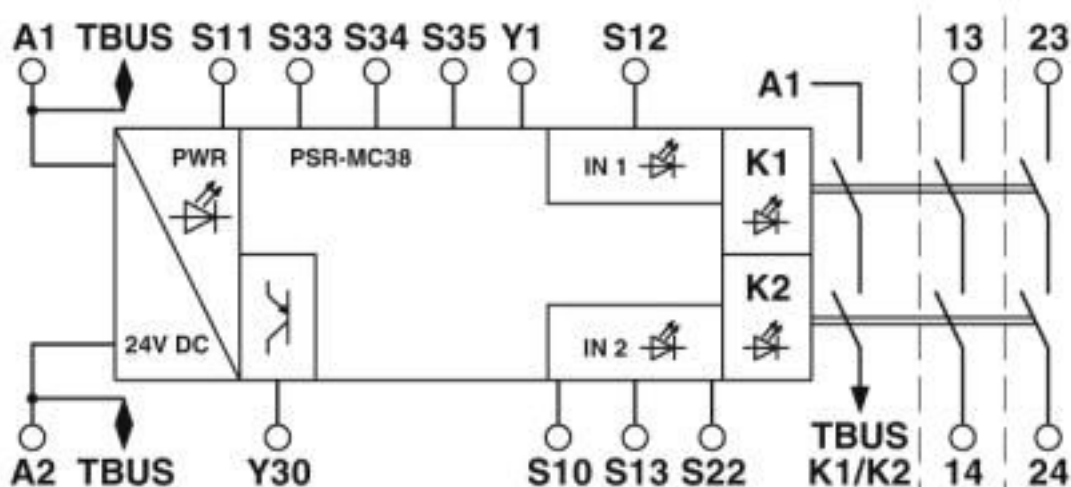 A1 TBUS S11 S33 S34 S35 Y1 S12 13 23
A1
PWR PSR-MC38 IN 1 K1
K2
24V DC IN 2
TBUS
A2 TBUS Y30 S10 S13 S22 K1/K2 14 24